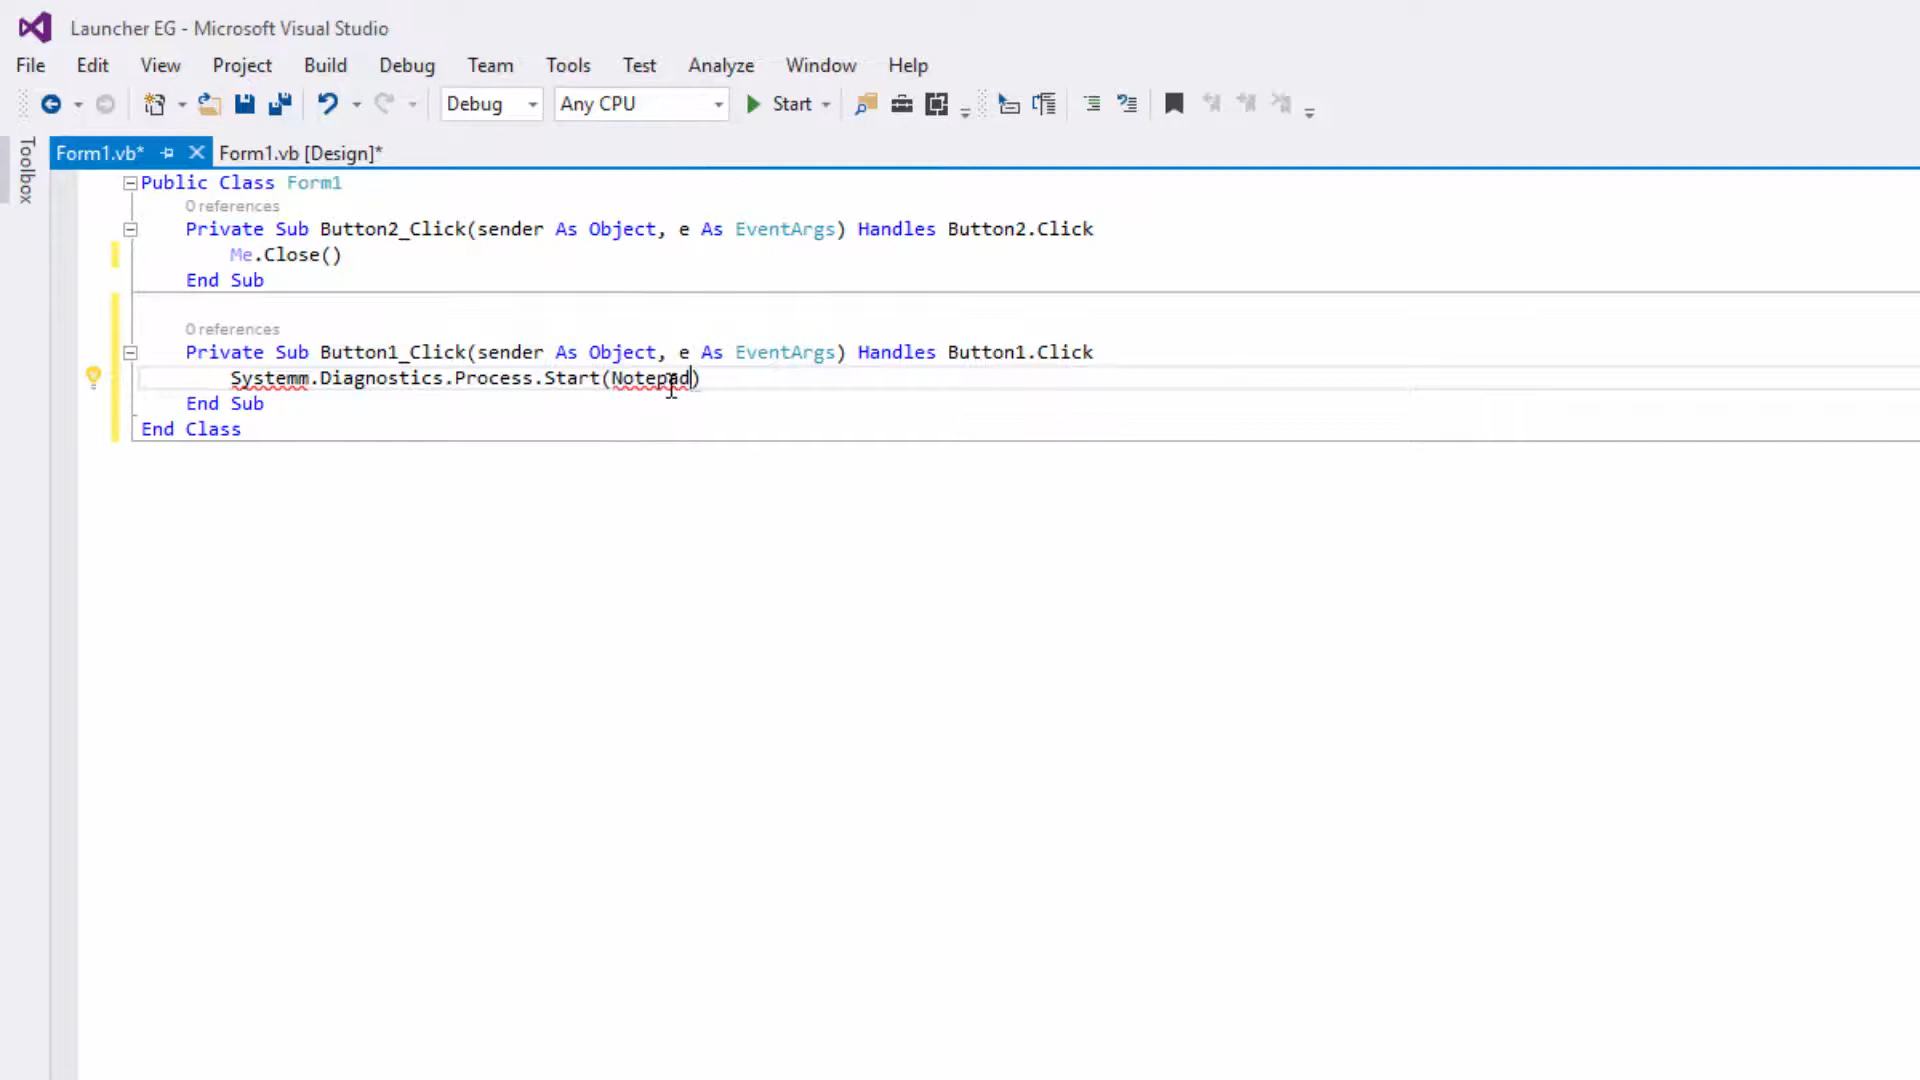 Launcher EG - Microsoft Visual Studio
File Edit View Project Build Debug Team Tools Test Analyze Window Help
Debug Any CPU Start
Toolbox
Form1.vb* Form1.vb [Design]*
Public Class Form1
0 references
Private Sub Button2_Click(sender As Object, e As EventArgs) Handles Button2.Click
Me.Close()
End Sub
0 references
Private Sub Button1_Click(sender As Object, e As EventArgs) Handles Button1.Click
Systemm.Diagnostics.Process.Start(Notepad)
End Sub
End Class